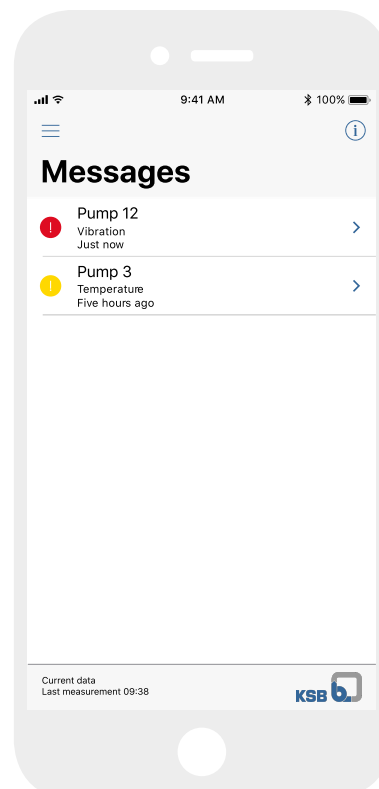 9:41 AM
100%
Messages
Pump 12
Vibration
Just now
Pump 3
Temperature
Five hours ago
Current data
Last measurement 09:38
KSB b.